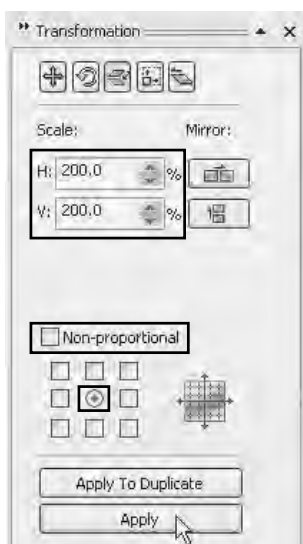 Transformation
Scale: Mirror:
H: 200.0 %
V: 200.0 %
Non-proportional
Apply To Duplicate
Apply